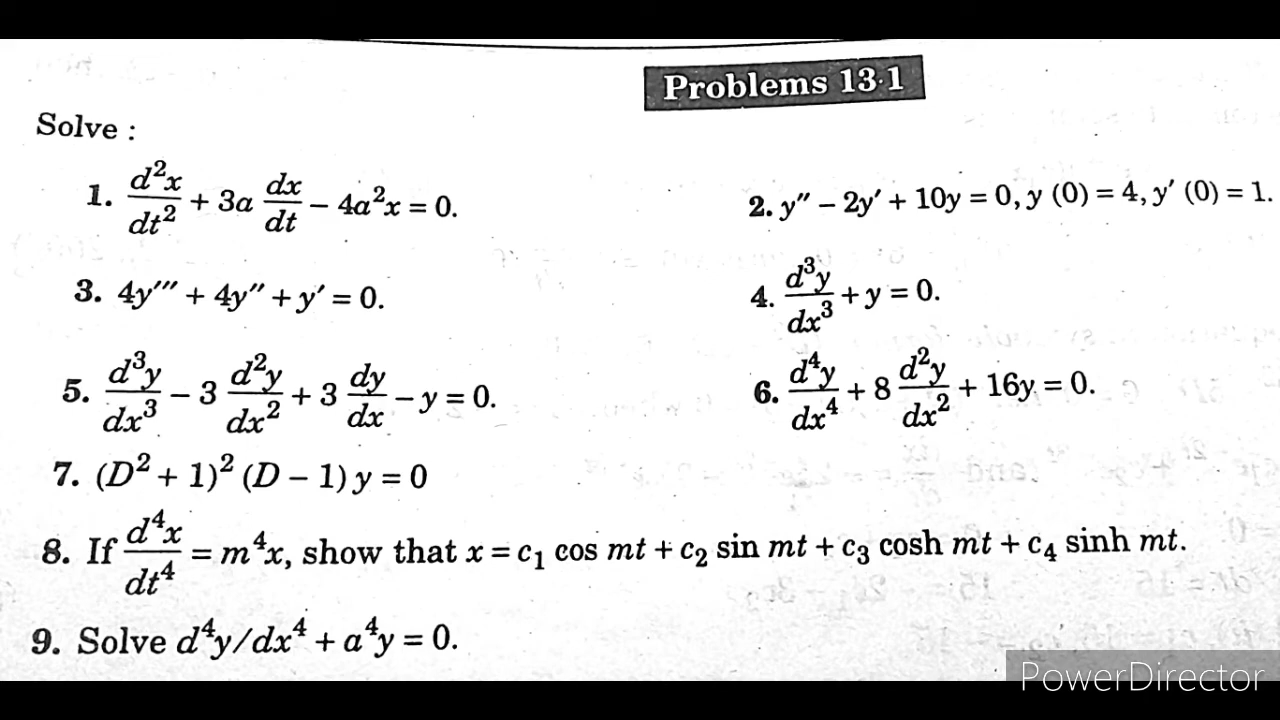 Problems 13·1
Solve :
1. d²x/dt² + 3a dx/dt – 4a²x = 0.
2. y″ – 2y′ + 10y = 0, y (0) = 4, y′ (0) = 1.
3. 4y‴ + 4y″ + y′ = 0.
4. d³y/dx³ + y = 0.
5. d³y/dx³ – 3 d²y/dx² + 3 dy/dx – y = 0.
6. d⁴y/dx⁴ + 8 d²y/dx² + 16y = 0.
7. (D² + 1)² (D – 1) y = 0
8. If d⁴x/dt⁴ = m⁴x, show that x = c₁ cos mt + c₂ sin mt + c₃ cosh mt + c₄ sinh mt.
9. Solve d⁴y/dx⁴ + a⁴y = 0.
PowerDirector